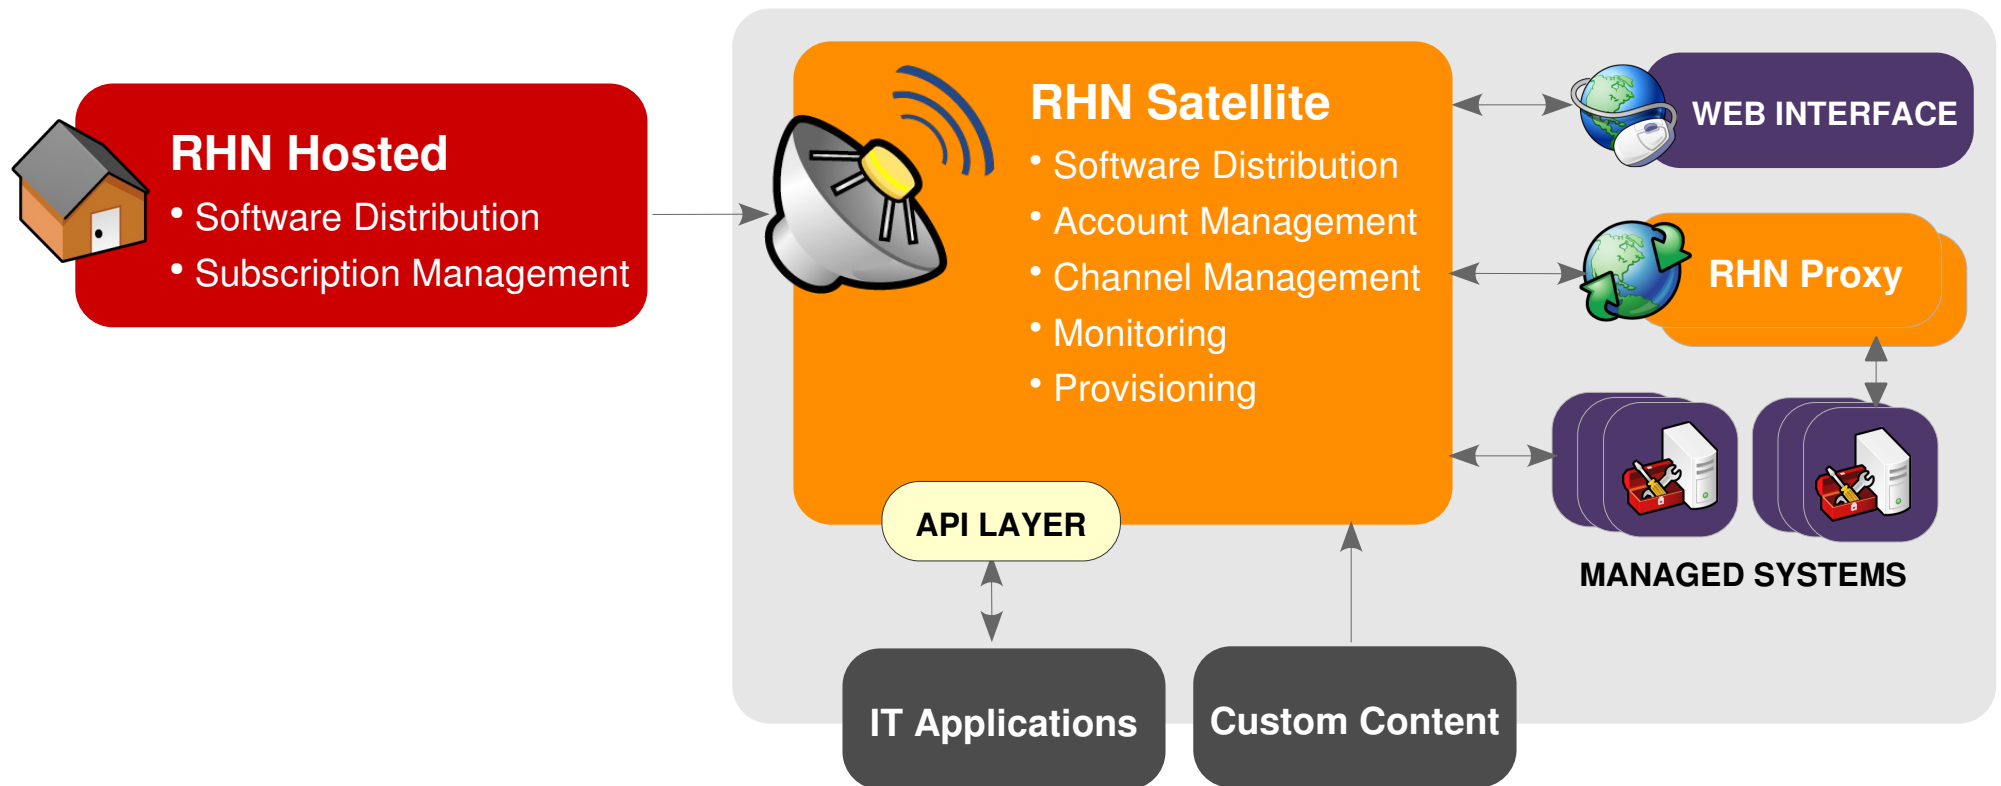 RHN Hosted
• Software Distribution
• Subscription Management
RHN Satellite
• Software Distribution
• Account Management
• Channel Management
• Monitoring
• Provisioning
API LAYER
IT Applications
Custom Content
WEB INTERFACE
RHN Proxy
MANAGED SYSTEMS